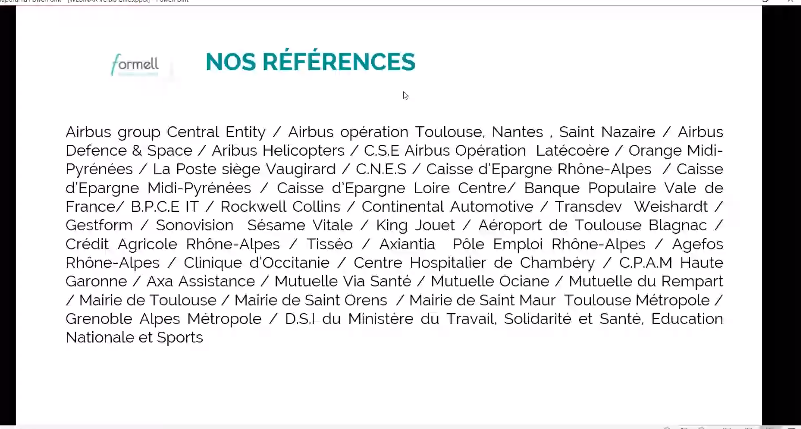 formell
NOS RÉFÉRENCES
Airbus group Central Entity / Airbus opération Toulouse, Nantes , Saint Nazaire / Airbus
Defence & Space / Aribus Helicopters / C.S.E Airbus Opération Latécoère / Orange Midi-
Pyrénées / La Poste siège Vaugirard / C.N.E.S / Caisse d'Epargne Rhône-Alpes / Caisse
d'Epargne Midi-Pyrénées / Caisse d'Epargne Loire Centre/ Banque Populaire Vale de
France/ B.P.C.E IT / Rockwell Collins / Continental Automotive / Transdev Weishardt /
Gestform / Sonovision Sésame Vitale / King Jouet / Aéroport de Toulouse Blagnac /
Crédit Agricole Rhône-Alpes / Tisséo / Axiantia Pôle Emploi Rhône-Alpes / Agefos
Rhône-Alpes / Clinique d'Occitanie / Centre Hospitalier de Chambéry / C.P.A.M Haute
Garonne / Axa Assistance / Mutuelle Via Santé / Mutuelle Ociane / Mutuelle du Rempart
/ Mairie de Toulouse / Mairie de Saint Orens / Mairie de Saint Maur Toulouse Métropole /
Grenoble Alpes Métropole / D.S.I du Ministère du Travail, Solidarité et Santé, Education
Nationale et Sports